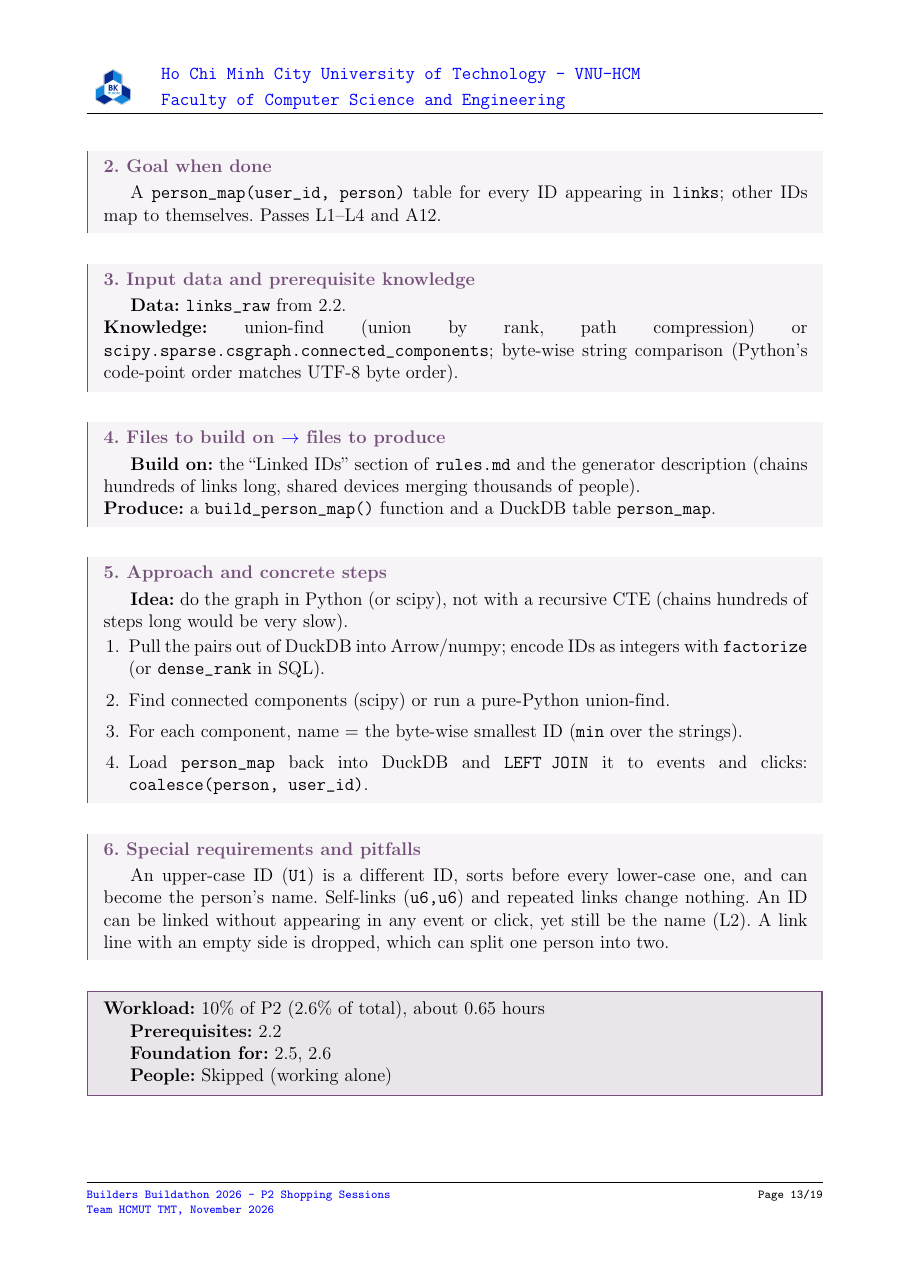 BK
Ho Chi Minh City University of Technology - VNU-HCM
Faculty of Computer Science and Engineering
2. Goal when done
A person_map(user_id, person) table for every ID appearing in links; other IDs
map to themselves. Passes L1–L4 and A12.
3. Input data and prerequisite knowledge
Data: links_raw from 2.2.
Knowledge: union-find (union by rank, path compression) or
scipy.sparse.csgraph.connected_components; byte-wise string comparison (Python's
code-point order matches UTF-8 byte order).
4. Files to build on → files to produce
Build on: the “Linked IDs” section of rules.md and the generator description (chains
hundreds of links long, shared devices merging thousands of people).
Produce: a build_person_map() function and a DuckDB table person_map.
5. Approach and concrete steps
Idea: do the graph in Python (or scipy), not with a recursive CTE (chains hundreds of
steps long would be very slow).
1. Pull the pairs out of DuckDB into Arrow/numpy; encode IDs as integers with factorize
(or dense_rank in SQL).
2. Find connected components (scipy) or run a pure-Python union-find.
3. For each component, name = the byte-wise smallest ID (min over the strings).
4. Load person_map back into DuckDB and LEFT JOIN it to events and clicks:
coalesce(person, user_id).
6. Special requirements and pitfalls
An upper-case ID (U1) is a different ID, sorts before every lower-case one, and can
become the person's name. Self-links (u6,u6) and repeated links change nothing. An ID
can be linked without appearing in any event or click, yet still be the name (L2). A link
line with an empty side is dropped, which can split one person into two.
Workload: 10% of P2 (2.6% of total), about 0.65 hours
Prerequisites: 2.2
Foundation for: 2.5, 2.6
People: Skipped (working alone)
Builders Buildathon 2026 - P2 Shopping Sessions
Team HCMUT TMT, November 2026
Page 13/19